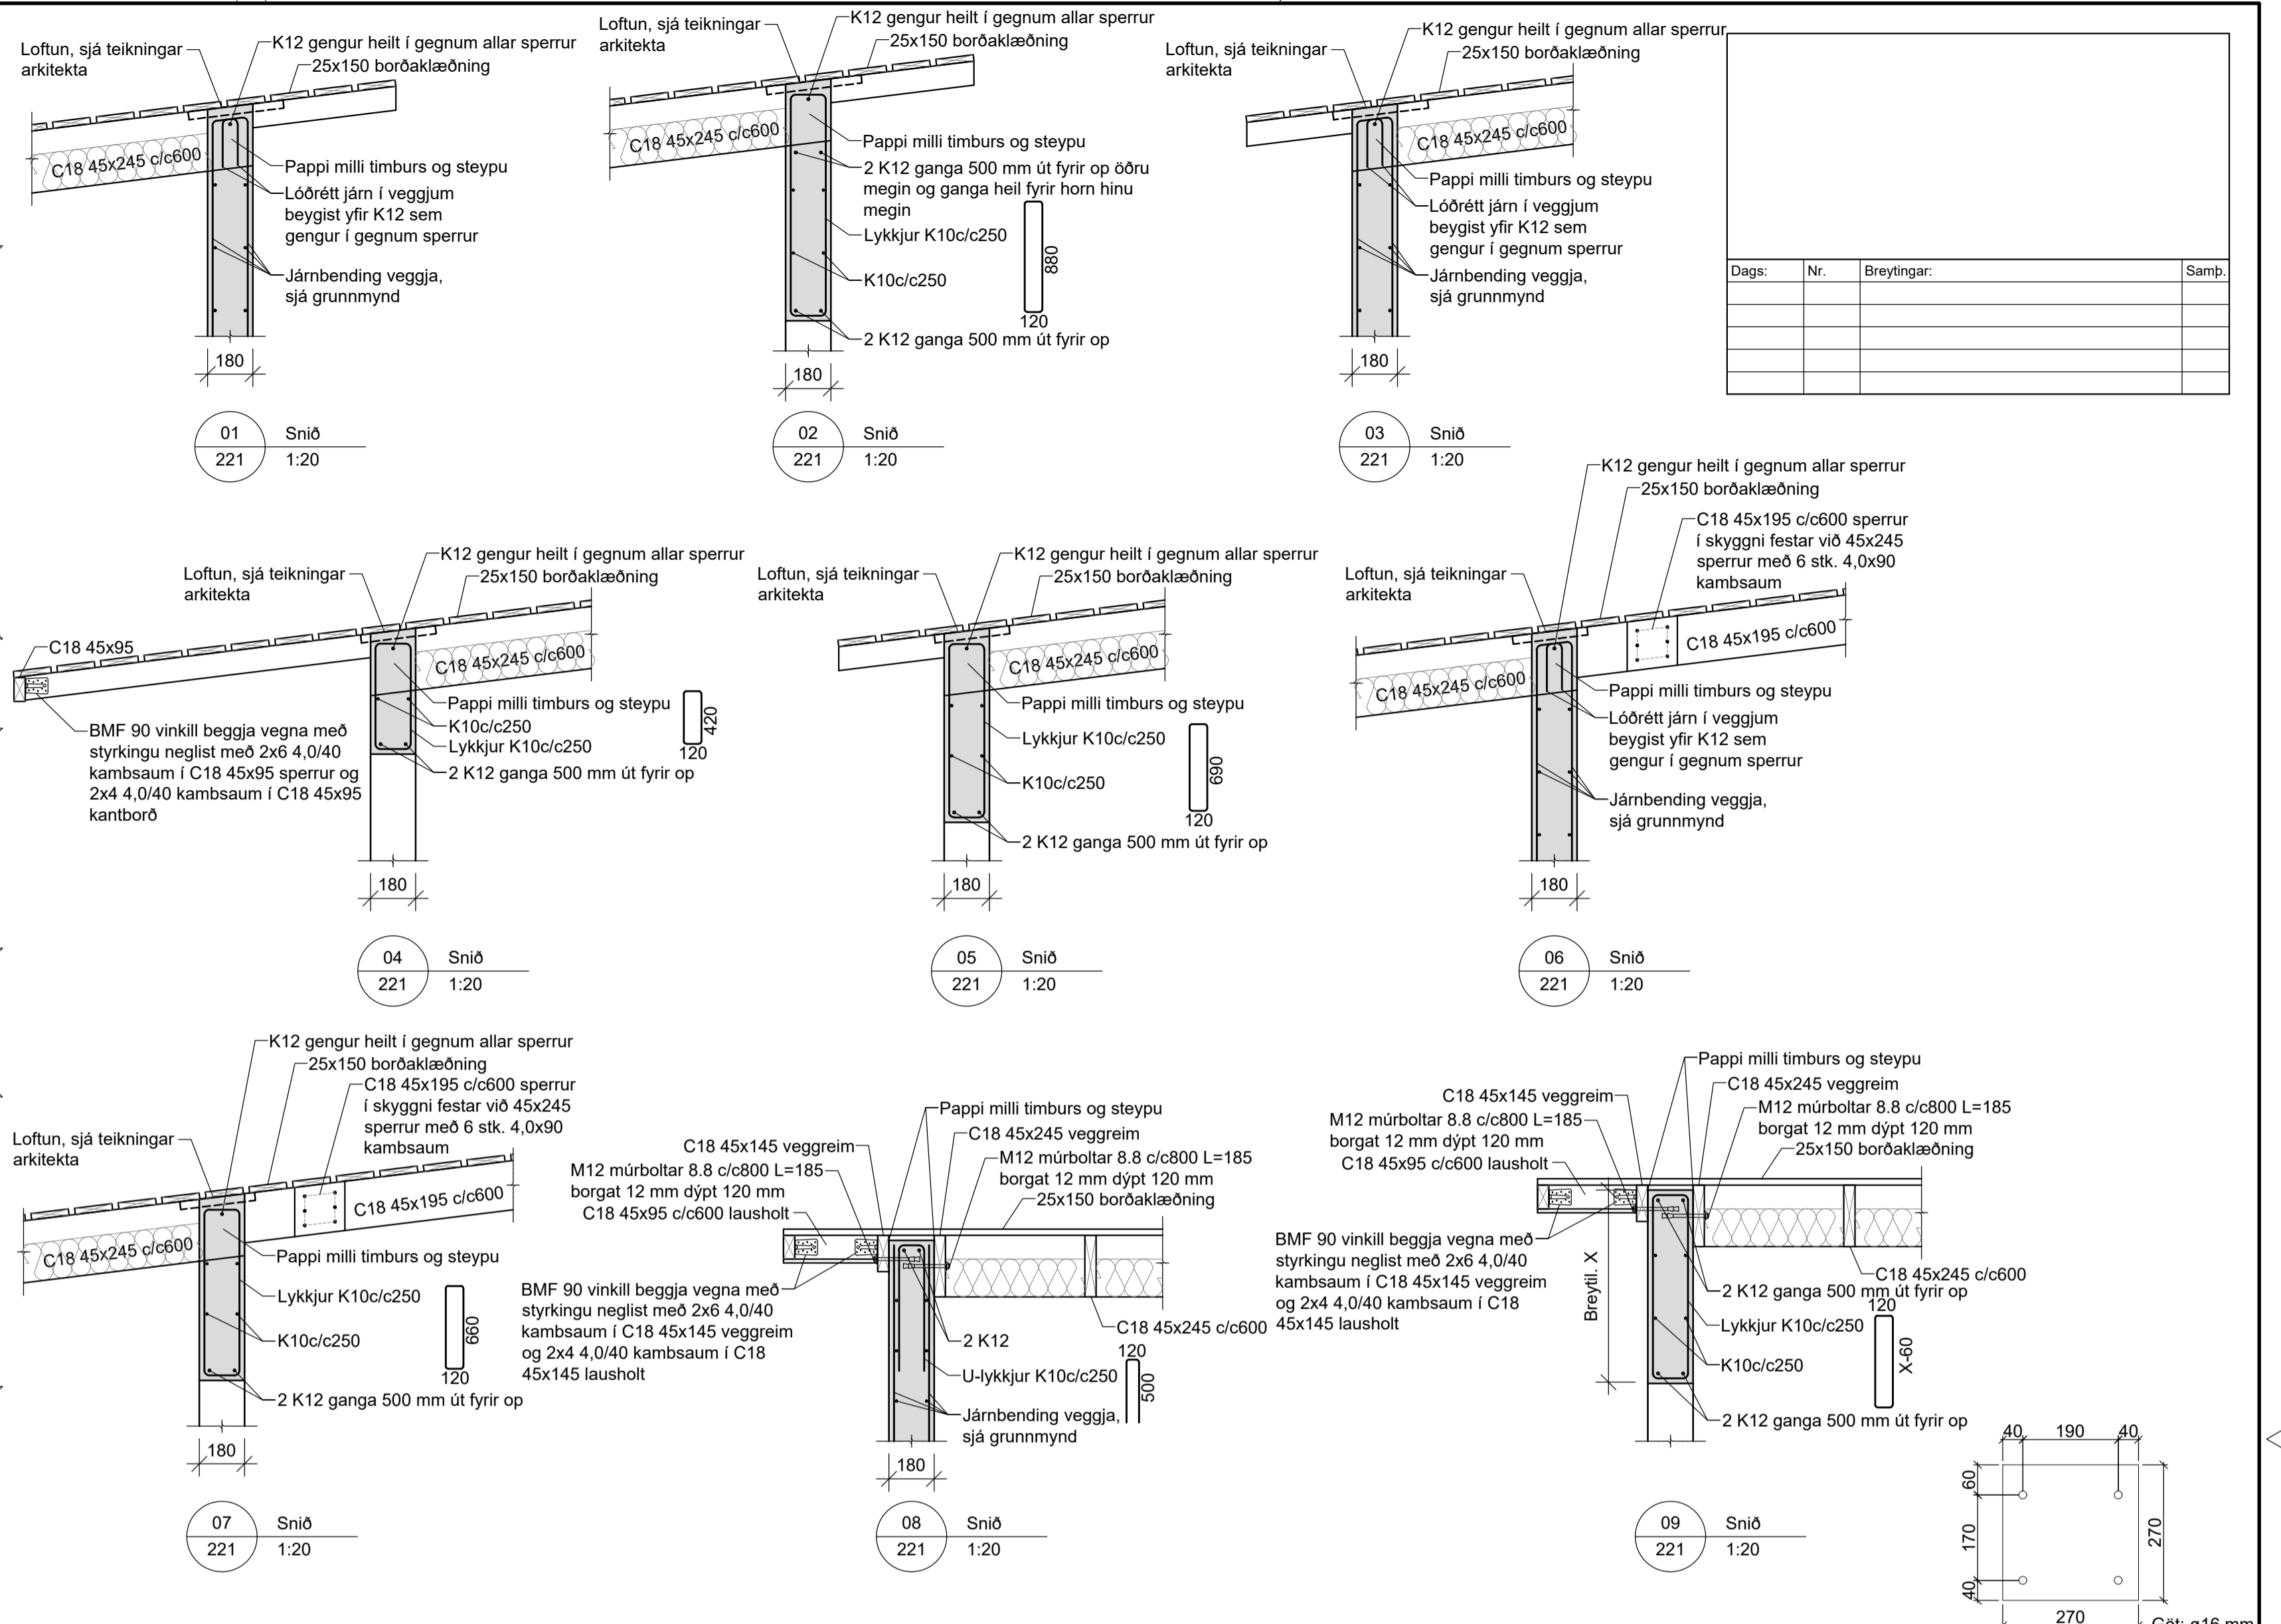 Loftun, sjá teikningar
arkitekta
K12 gengur heilt í gegnum allar sperrur
25x150 borðaklæðning
C18 45x245 c/c600
Pappi milli timburs og steypu
Lóðrétt járn í veggjum
beygist yfir K12 sem
gengur í gegnum sperrur
Járnbending veggja,
sjá grunnmynd
180
01
221
Snið
1:20
Loftun, sjá teikningar
arkitekta
K12 gengur heilt í gegnum allar sperrur
25x150 borðaklæðning
C18 45x245 c/c600
Pappi milli timburs og steypu
2 K12 ganga 500 mm út fyrir op öðru
megin og ganga heil fyrir horn hinu
megin
Lykkjur K10c/c250
880
K10c/c250
120
2 K12 ganga 500 mm út fyrir op
180
02
221
Snið
1:20
Loftun, sjá teikningar
arkitekta
K12 gengur heilt í gegnum allar sperrur
25x150 borðaklæðning
C18 45x245 c/c600
Pappi milli timburs og steypu
Lóðrétt járn í veggjum
beygist yfir K12 sem
gengur í gegnum sperrur
Járnbending veggja,
sjá grunnmynd
180
03
221
Snið
1:20
Dags:
Nr.
Breytingar:
Samþ.
Loftun, sjá teikningar
arkitekta
K12 gengur heilt í gegnum allar sperrur
25x150 borðaklæðning
C18 45x95
C18 45x245 c/c600
Pappi milli timburs og steypu
K10c/c250
Lykkjur K10c/c250
420
120
2 K12 ganga 500 mm út fyrir op
BMF 90 vinkill beggja vegna með
styrkingu neglist með 2x6 4,0/40
kambsaum í C18 45x95 sperrur og
2x4 4,0/40 kambsaum í C18 45x95
kantborð
180
04
221
Snið
1:20
Loftun, sjá teikningar
arkitekta
K12 gengur heilt í gegnum allar sperrur
25x150 borðaklæðning
C18 45x245 c/c600
Pappi milli timburs og steypu
Lykkjur K10c/c250
690
K10c/c250
120
2 K12 ganga 500 mm út fyrir op
180
05
221
Snið
1:20
K12 gengur heilt í gegnum allar sperrur
25x150 borðaklæðning
C18 45x195 c/c600 sperrur
í skyggni festar við 45x245
sperrur með 6 stk. 4,0x90
kambsaum
Loftun, sjá teikningar
arkitekta
C18 45x195 c/c600
C18 45x245 c/c600
Pappi milli timburs og steypu
Lóðrétt járn í veggjum
beygist yfir K12 sem
gengur í gegnum sperrur
Járnbending veggja,
sjá grunnmynd
180
06
221
Snið
1:20
K12 gengur heilt í gegnum allar sperrur
25x150 borðaklæðning
C18 45x195 c/c600 sperrur
í skyggni festar við 45x245
sperrur með 6 stk. 4,0x90
kambsaum
Loftun, sjá teikningar
arkitekta
C18 45x195 c/c600
C18 45x245 c/c600
Pappi milli timburs og steypu
Lykkjur K10c/c250
660
K10c/c250
120
2 K12 ganga 500 mm út fyrir op
180
07
221
Snið
1:20
Pappi milli timburs og steypu
C18 45x245 veggreim
C18 45x145 veggreim
M12 múrboltar 8.8 c/c800 L=185
borgat 12 mm dýpt 120 mm
C18 45x95 c/c600 lausholt
M12 múrboltar 8.8 c/c800 L=185
borgat 12 mm dýpt 120 mm
25x150 borðaklæðning
BMF 90 vinkill beggja vegna með
styrkingu neglist með 2x6 4,0/40
kambsaum í C18 45x145 veggreim
og 2x4 4,0/40 kambsaum í C18
45x145 lausholt
C18 45x245 c/c600
2 K12
120
U-lykkjur K10c/c250
500
Járnbending veggja,
sjá grunnmynd
180
08
221
Snið
1:20
Pappi milli timburs og steypu
C18 45x245 veggreim
C18 45x145 veggreim
M12 múrboltar 8.8 c/c800 L=185
borgat 12 mm dýpt 120 mm
C18 45x95 c/c600 lausholt
M12 múrboltar 8.8 c/c800 L=185
borgat 12 mm dýpt 120 mm
25x150 borðaklæðning
BMF 90 vinkill beggja vegna með
styrkingu neglist með 2x6 4,0/40
kambsaum í C18 45x145 veggreim
og 2x4 4,0/40 kambsaum í C18
45x145 lausholt
Breytil. X
C18 45x245 c/c600
2 K12 ganga 500 mm út fyrir op
120
Lykkjur K10c/c250
X-60
K10c/c250
2 K12 ganga 500 mm út fyrir op
09
221
Snið
1:20
40
190
40
60
170
40
270
270
Göt: ø16 mm